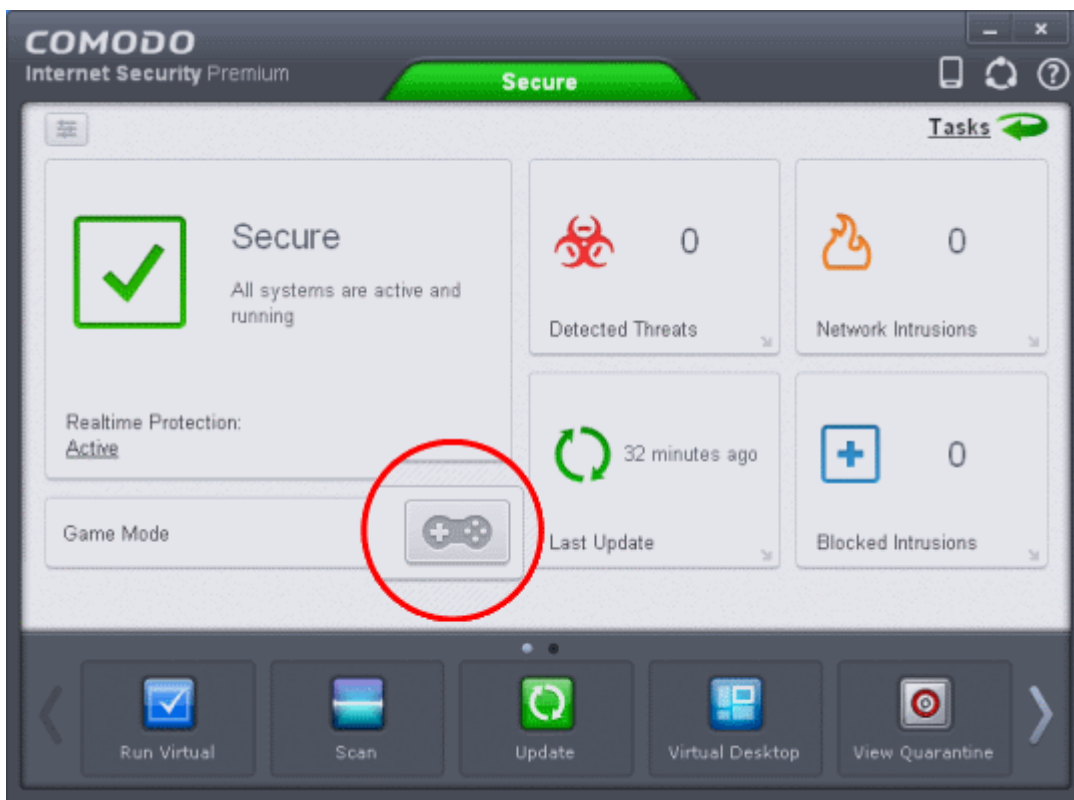 COMODO
Internet Security Premium
Secure
Tasks
Secure
All systems are active and
running
Realtime Protection:
Active
Game Mode
0
Detected Threats
0
Network Intrusions
32 minutes ago
Last Update
0
Blocked Intrusions
Run Virtual
Scan
Update
Virtual Desktop
View Quarantine